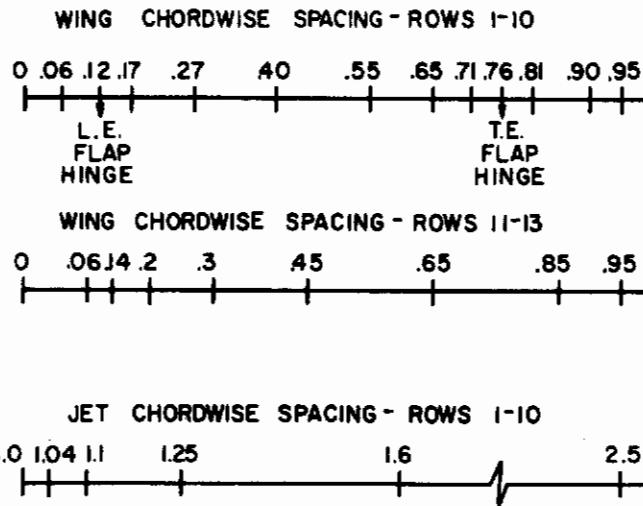 WING CHORDWISE SPACING - ROWS 1-10
0 .06 .12 .17 .27 .40 .55 .65 .71 .76 .81 .90 .95
L.E. T.E.
FLAP FLAP
HINGE HINGE
WING CHORDWISE SPACING - ROWS 11-13
0 .06 .14 .2 .3 .45 .65 .85 .95
JET CHORDWISE SPACING - ROWS 1-10
.0 1.04 1.1 1.25 1.6 2.5